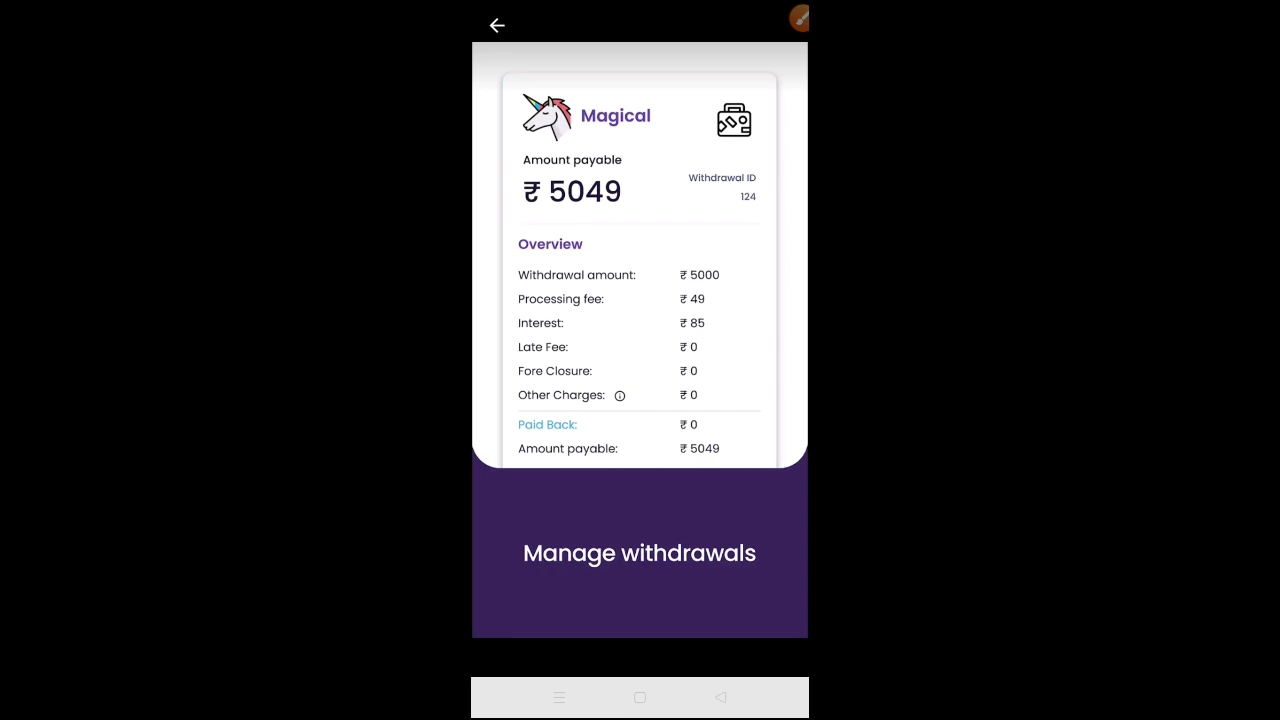 Magical
Amount payable
₹ 5049
Withdrawal ID
124
Overview
Withdrawal amount: ₹ 5000
Processing fee: ₹ 49
Interest: ₹ 85
Late Fee: ₹ 0
Fore Closure: ₹ 0
Other Charges: ₹ 0
Paid Back: ₹ 0
Amount payable: ₹ 5049
Manage withdrawals